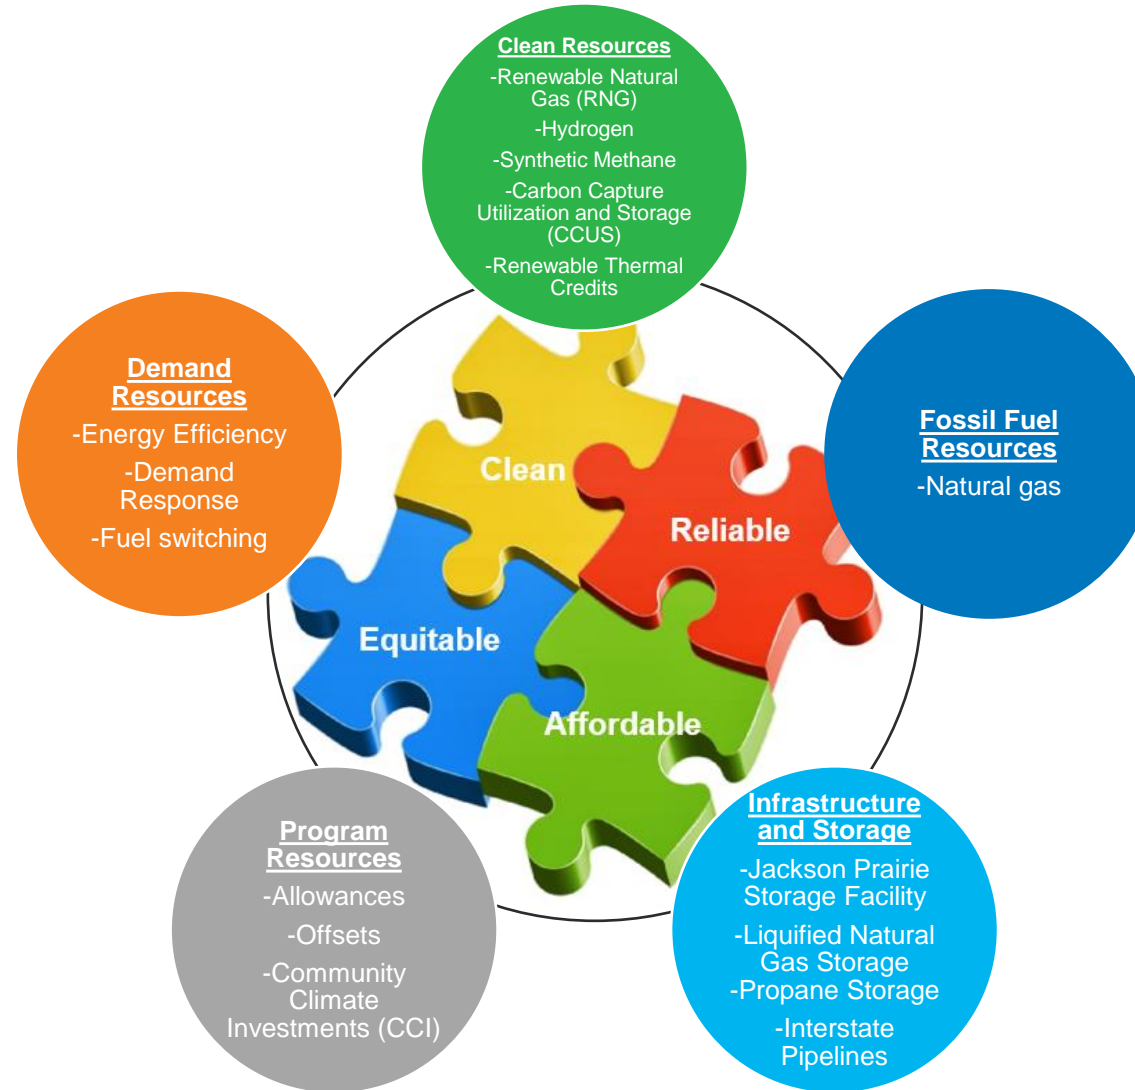 Clean Resources
-Renewable Natural
Gas (RNG)
-Hydrogen
-Synthetic Methane
-Carbon Capture
Utilization and Storage
(CCUS)
-Renewable Thermal
Credits
Demand
Resources
-Energy Efficiency
-Demand
Response
-Fuel switching
Fossil Fuel
Resources
-Natural gas
Clean
Reliable
Equitable
Affordable
Program
Resources
-Allowances
-Offsets
-Community
Climate
Investments (CCI)
Infrastructure
and Storage
-Jackson Prairie
Storage Facility
-Liquified Natural
Gas Storage
-Propane Storage
-Interstate
Pipelines